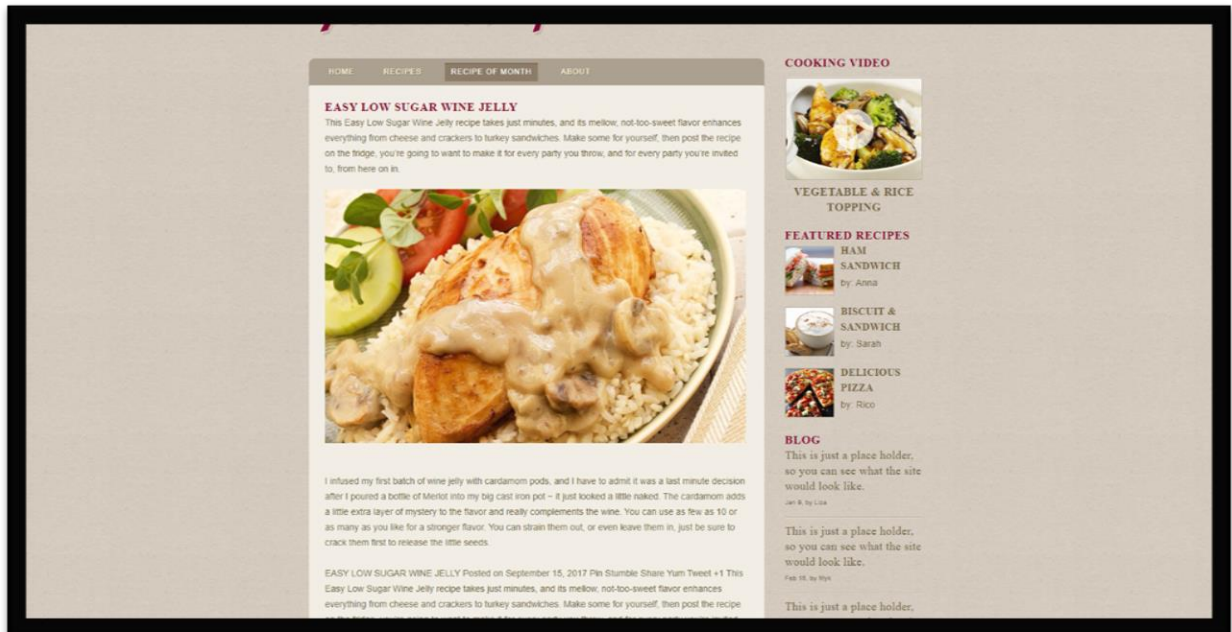 HOME RECIPES RECIPE OF MONTH ABOUT
EASY LOW SUGAR WINE JELLY
This Easy Low Sugar Wine Jelly recipe takes just minutes, and its mellow, not-too-sweet flavor enhances
everything from cheese and crackers to turkey sandwiches. Make some for yourself, then post the recipe
on the fridge, you're going to want to make it for every party you throw, and for every party you're invited
to, from here on in.
I infused my first batch of wine jelly with cardamom pods, and I have to admit it was a last minute decision
after I poured a bottle of Merlot into my big cast iron pot – it just looked a little naked. The cardamom adds
a little extra layer of mystery to the flavor and really complements the wine. You can use as few as 10 or
as many as you like for a stronger flavor. You can strain them out, or even leave them in, just be sure to
crack them first to release the little seeds.
EASY LOW SUGAR WINE JELLY Posted on September 15, 2017 Pin Stumble Share Yum Tweet +1 This
Easy Low Sugar Wine Jelly recipe takes just minutes, and its mellow, not-too-sweet flavor enhances
everything from cheese and crackers to turkey sandwiches. Make some for yourself, then post the recipe
COOKING VIDEO
VEGETABLE & RICE
TOPPING
FEATURED RECIPES
HAM
SANDWICH
by: Anna
BISCUIT &
SANDWICH
by: Sarah
DELICIOUS
PIZZA
by: Rico
BLOG
This is just a place holder,
so you can see what the site
would look like.
Jan 8, by Liza
This is just a place holder,
so you can see what the site
would look like.
Feb 18, by Myk
This is just a place holder,